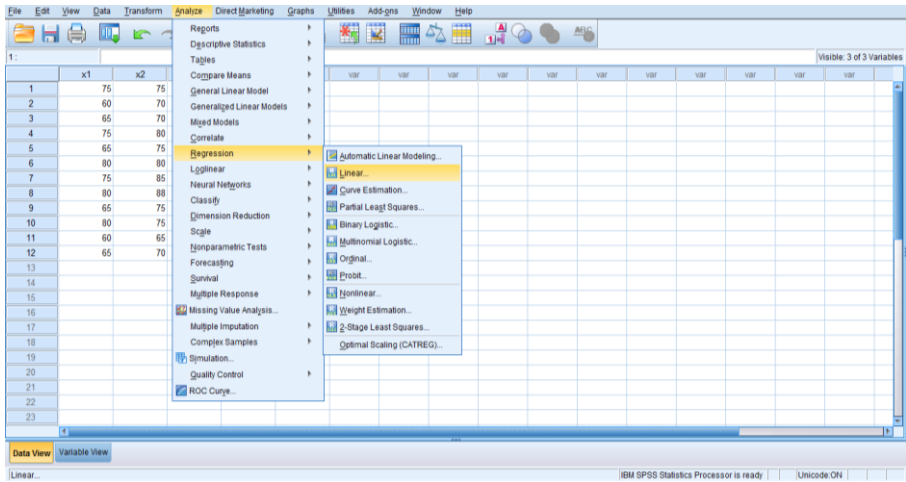 File Edit View Data Transform Analyze Direct Marketing Graphs Utilities Add-ons Window Help
1 :
Visible: 3 of 3 Variables
x1 x2 var var var var var var var var var var var
1 75 75
2 60 70
3 65 70
4 75 80
5 65 75
6 80 80
7 75 85
8 80 88
9 65 75
10 80 75
11 60 65
12 65 70
13
14
15
16
17
18
19
20
21
22
23
Reports
Descriptive Statistics
Tables
Compare Means
General Linear Model
Generalized Linear Models
Mixed Models
Correlate
Regression
Loglinear
Neural Networks
Classify
Dimension Reduction
Scale
Nonparametric Tests
Forecasting
Survival
Multiple Response
Missing Value Analysis...
Multiple Imputation
Complex Samples
Simulation...
Quality Control
ROC Curve...
Automatic Linear Modeling...
Linear...
Curve Estimation...
Partial Least Squares...
Binary Logistic...
Multinomial Logistic...
Ordinal...
Probit...
Nonlinear...
Weight Estimation...
2-Stage Least Squares...
Optimal Scaling (CATREG)...
Data View Variable View
Linear...
IBM SPSS Statistics Processor is ready
Unicode:ON